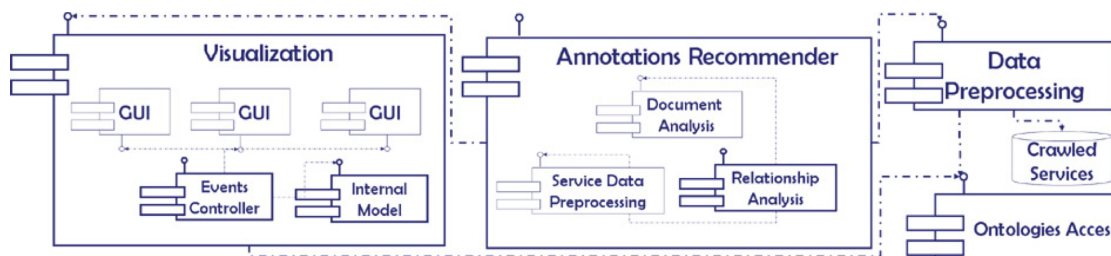 Visualization
GUI
GUI
GUI
Events
Controller
Internal
Model
Annotations Recommender
Document
Analysis
Service Data
Preprocessing
Relationship
Analysis
Data
Preprocessing
Crawled
Services
Ontologies Acces